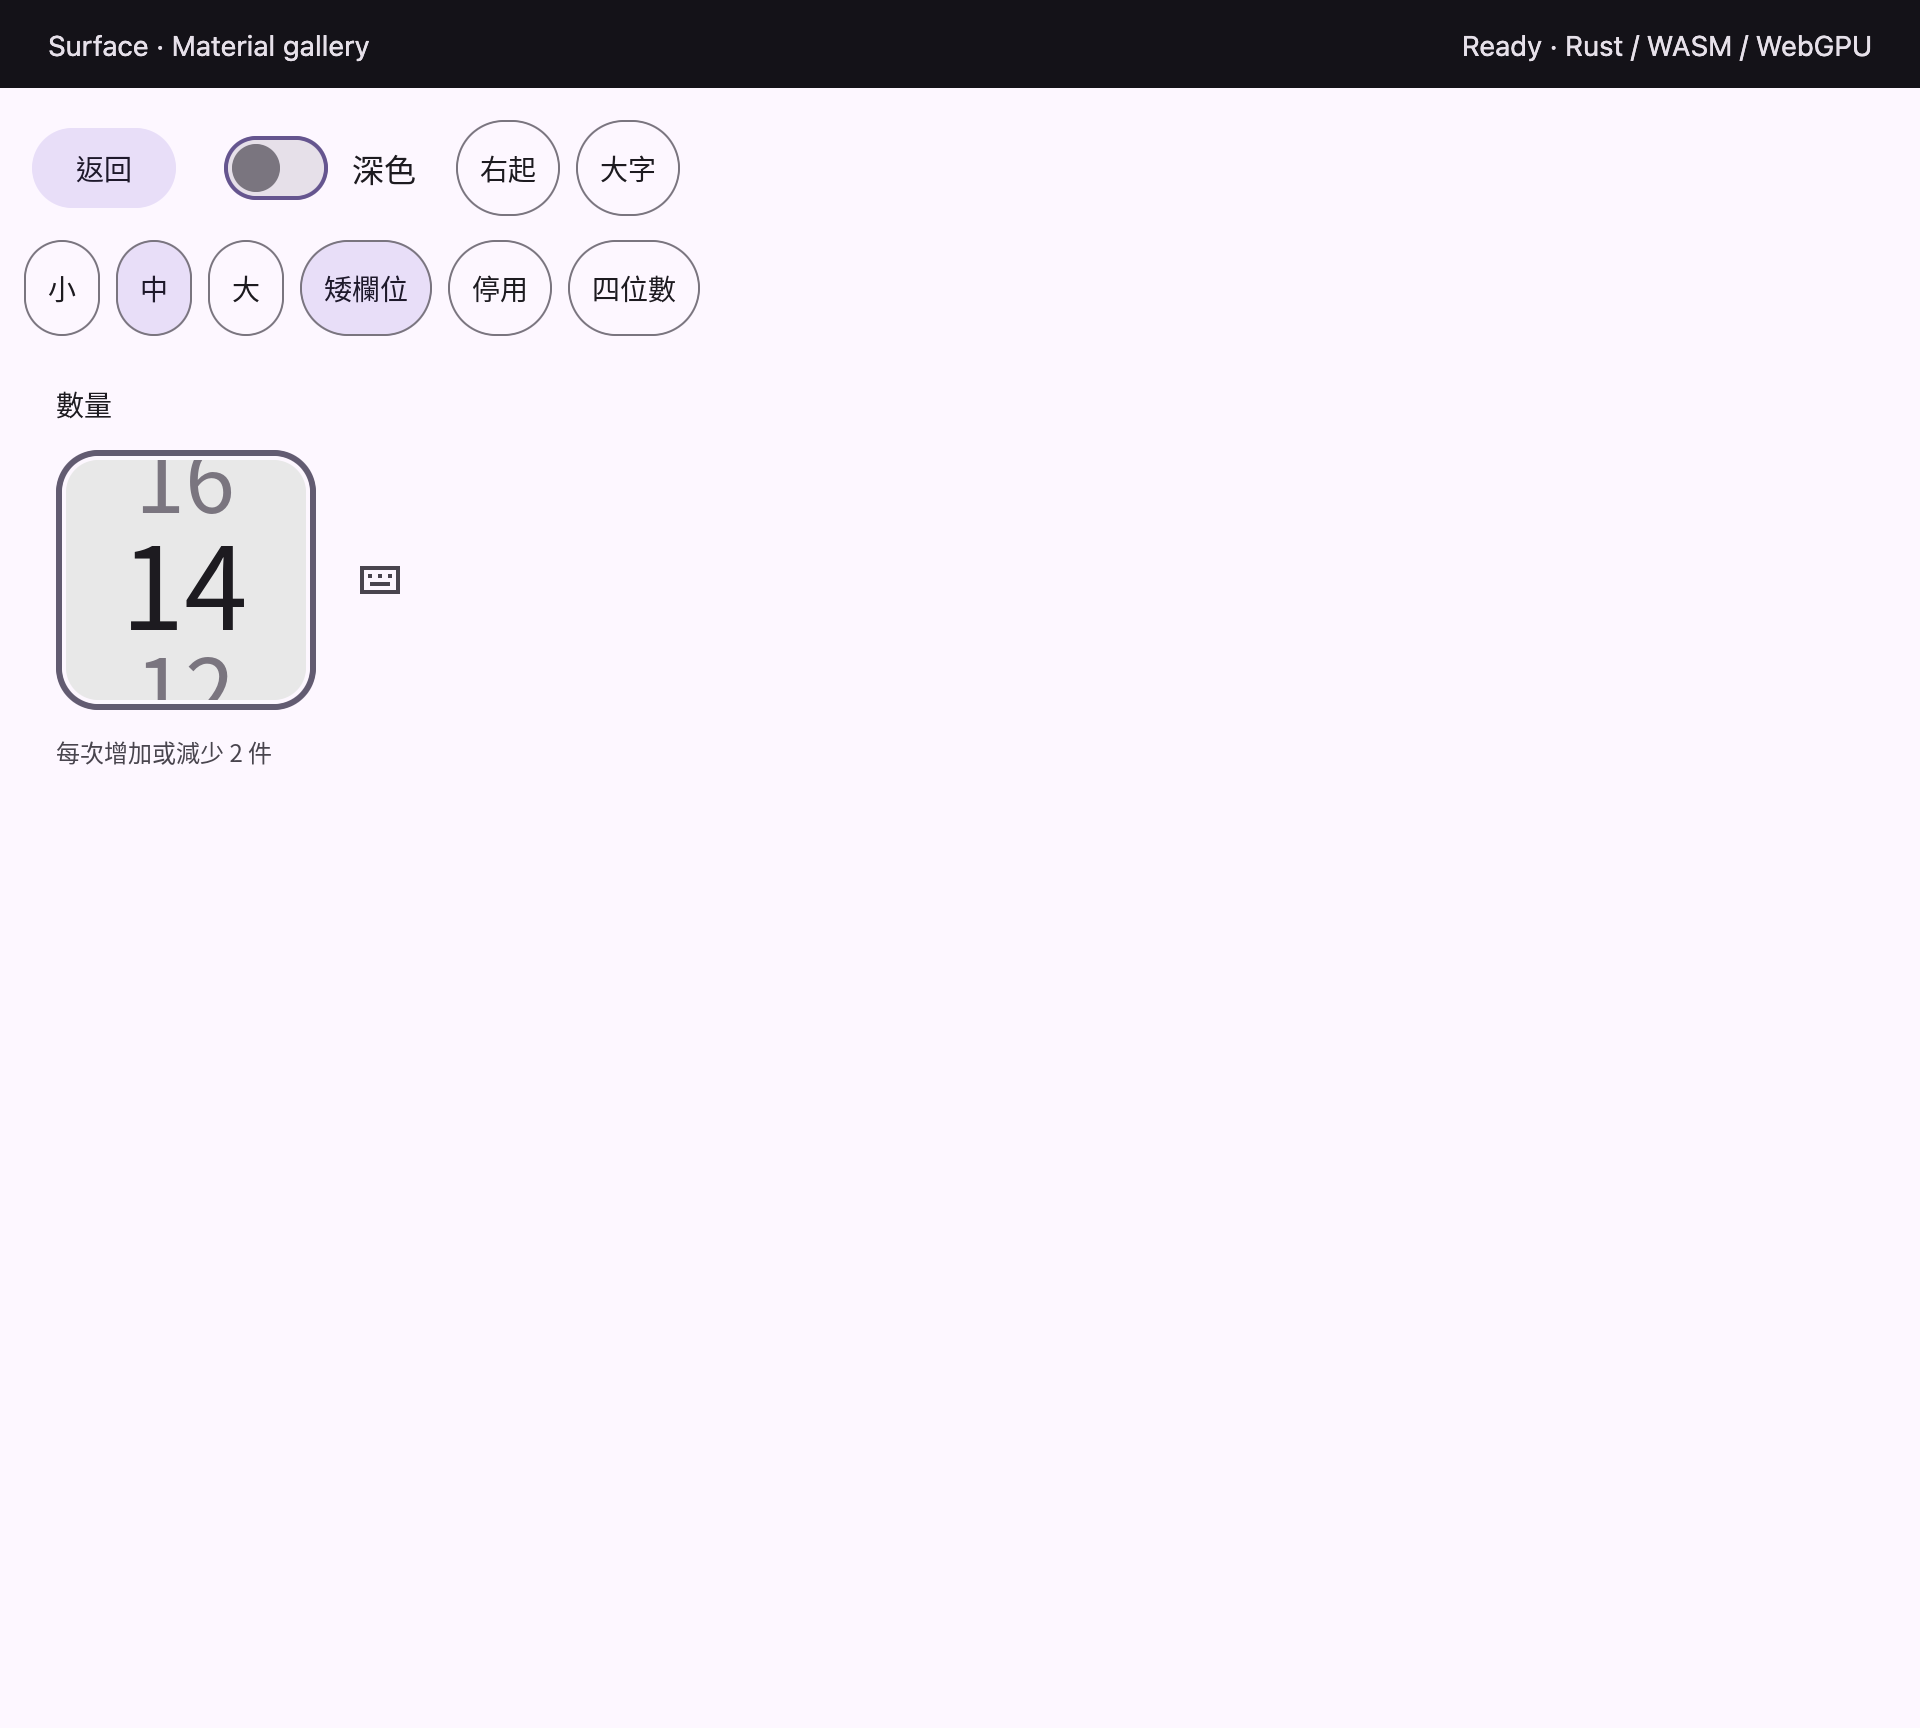 Surface · Material gallery
Ready · Rust / WASM / WebGPU
返回 深色 右起 大字
小 中 大 矮欄位 停用 四位數
數量
16
14
12
每次增加或減少 2 件